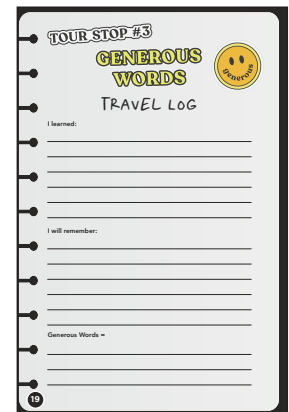 TOUR STOP #3
GENEROUS
WORDS
generous
TRAVEL LOG
I learned:
I will remember:
Generous Words =
19